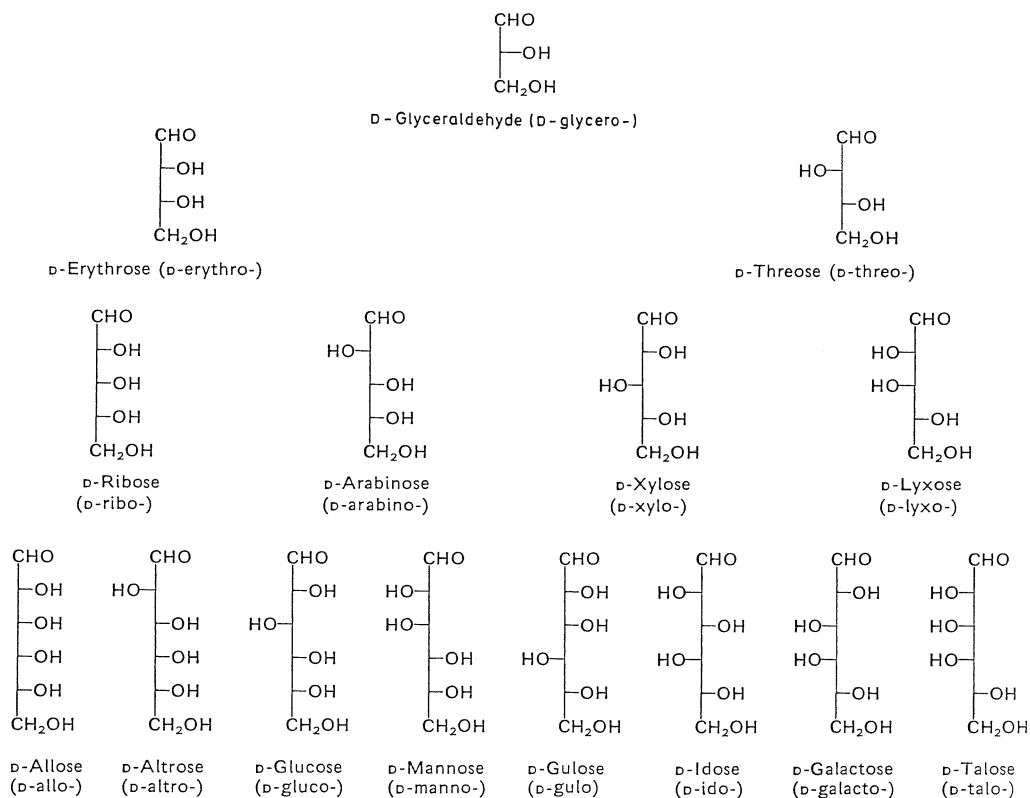 CHO
OH
CH₂OH
D-Glyceraldehyde (D-glycero-)
CHO
OH
OH
CH₂OH
D-Erythrose (D-erythro-)
CHO
HO
OH
CH₂OH
D-Threose (D-threo-)
CHO
OH
OH
OH
CH₂OH
D-Ribose
(D-ribo-)
CHO
HO
OH
OH
CH₂OH
D-Arabinose
(D-arabino-)
CHO
OH
HO
OH
CH₂OH
D-Xylose
(D-xylo-)
CHO
HO
HO
OH
CH₂OH
D-Lyxose
(D-lyxo-)
CHO
OH
OH
OH
OH
CH₂OH
D-Allose
(D-allo-)
CHO
HO
OH
OH
OH
CH₂OH
D-Altrose
(D-altro-)
CHO
OH
HO
OH
OH
CH₂OH
D-Glucose
(D-gluco-)
CHO
HO
HO
OH
OH
CH₂OH
D-Mannose
(D-manno-)
CHO
OH
OH
HO
OH
CH₂OH
D-Gulose
(D-gulo)
CHO
HO
OH
HO
OH
CH₂OH
D-Idose
(D-ido-)
CHO
OH
HO
HO
OH
CH₂OH
D-Galactose
(D-galacto-)
CHO
HO
HO
HO
OH
CH₂OH
D-Talose
(D-talo-)